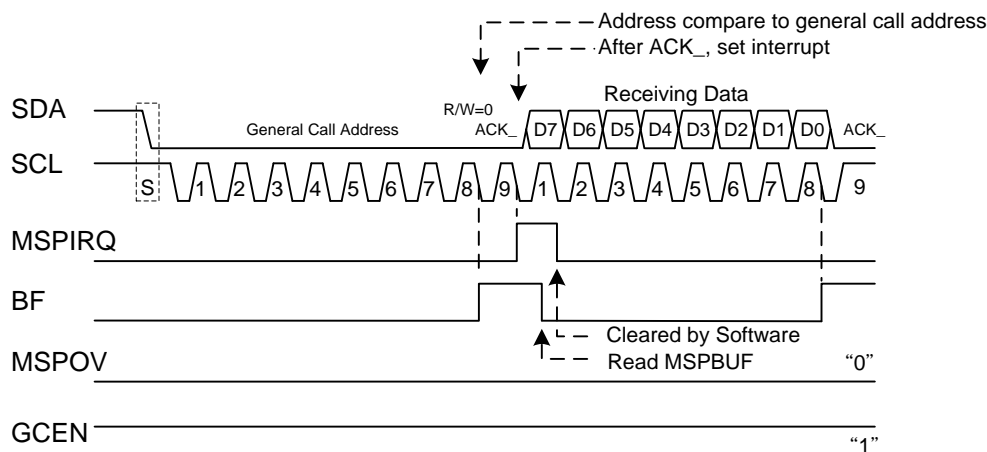 Address compare to general call address
After ACK_, set interrupt
SDA
R/W=0
Receiving Data
General Call Address
ACK_
D7 D6 D5 D4 D3 D2 D1 D0
ACK_
SCL
S
1 2 3 4 5 6 7 8 9 1 2 3 4 5 6 7 8 9
MSPIRQ
BF
Cleared by Software
Read MSPBUF
MSPOV
“0”
GCEN
“1”